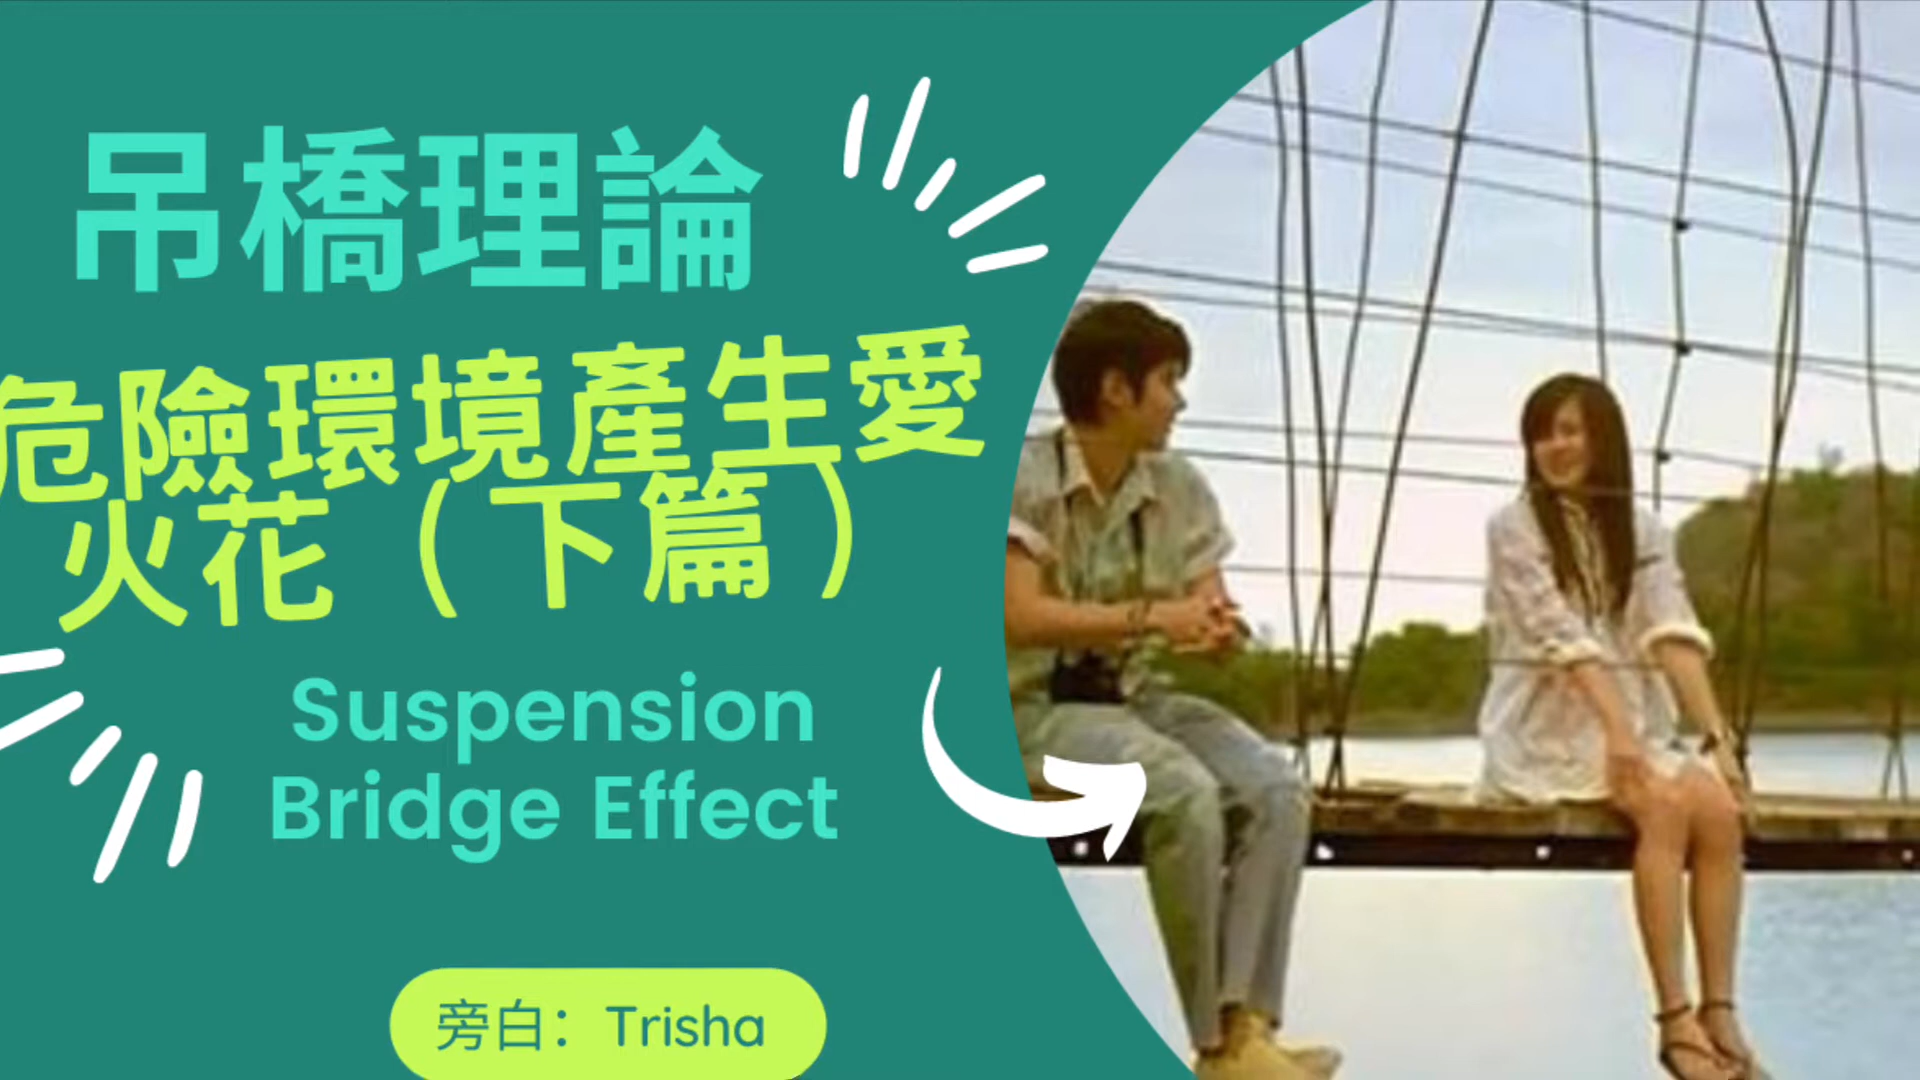 吊橋理論
危險環境產生愛
火花（下篇）
Suspension
Bridge Effect
旁白：Trisha